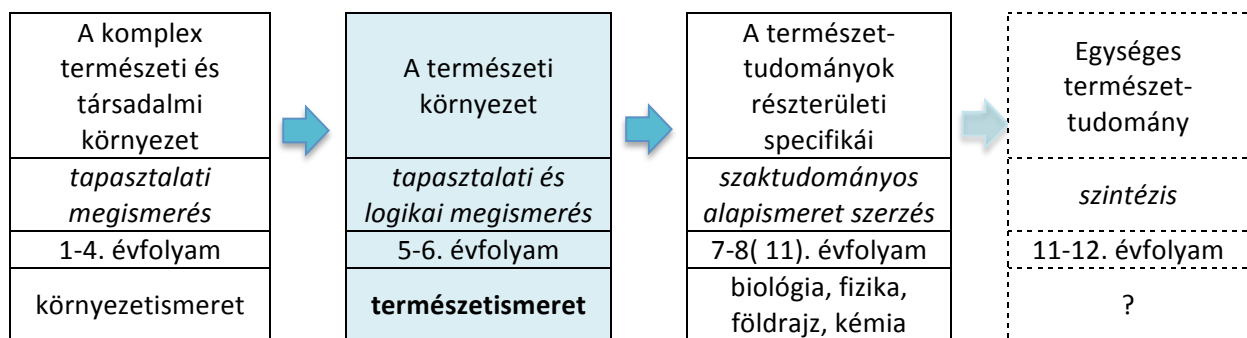 A komplex
természeti és
társadalmi
környezet
tapasztalati
megismerés
1-4. évfolyam
környezetismeret
A természeti
környezet
tapasztalati és
logikai megismerés
5-6. évfolyam
természetismeret
A természet-
tudományok
részterületi
specifikái
szaktudományos
alapismeret szerzés
7-8( 11). évfolyam
biológia, fizika,
földrajz, kémia
Egységes
természet-
tudomány
szintézis
11-12. évfolyam
?